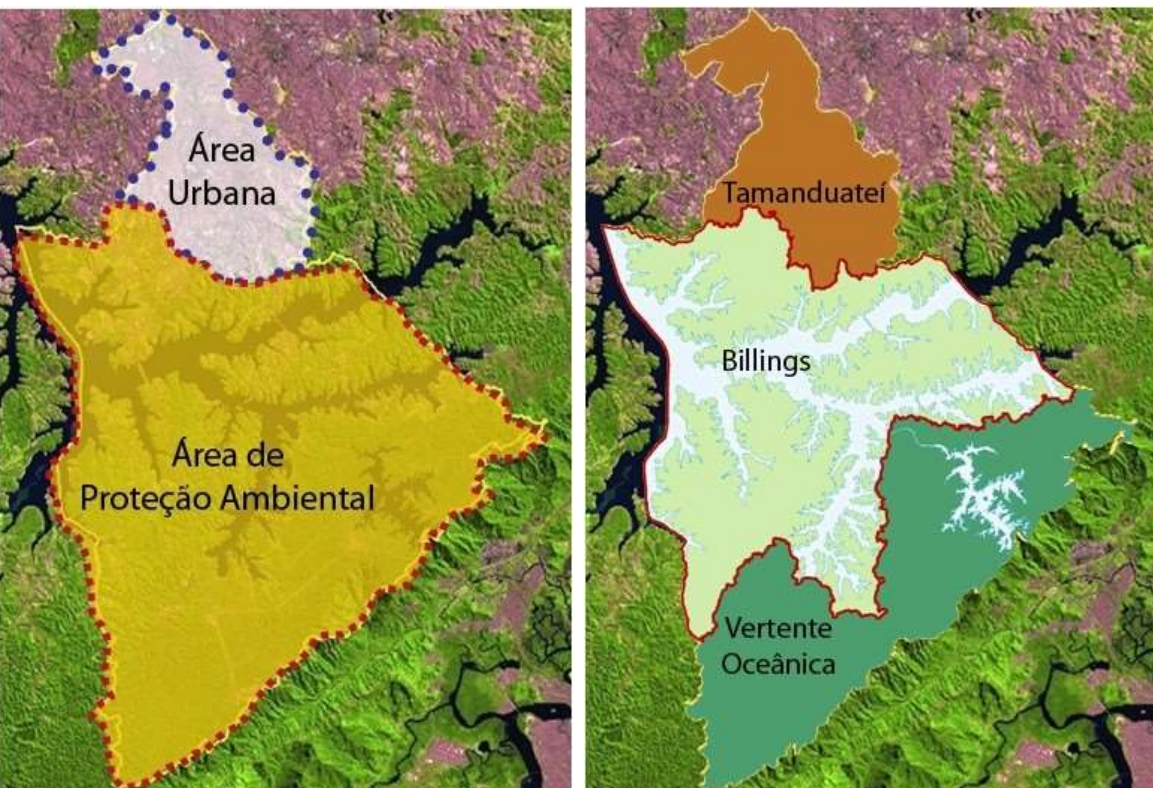 Área
Urbana
Área de
Proteção Ambiental
Tamanduateí
Billings
Vertente
Oceânica